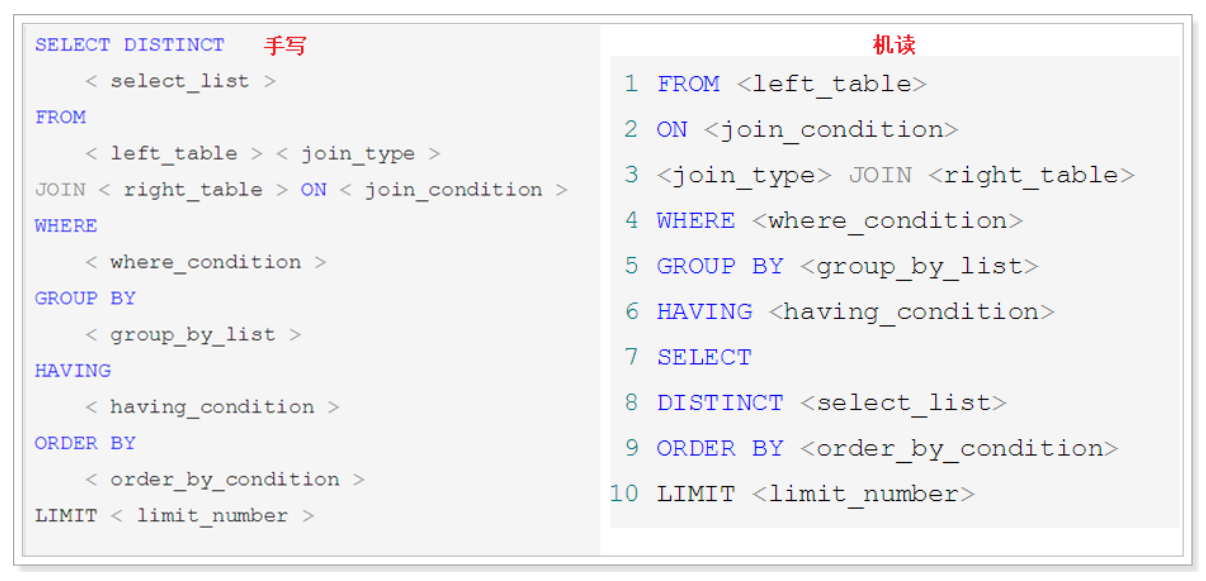 SELECT DISTINCT 手写
< select_list >
FROM
< left_table > < join_type >
JOIN < right_table > ON < join_condition >
WHERE
< where_condition >
GROUP BY
< group_by_list >
HAVING
< having_condition >
ORDER BY
< order_by_condition >
LIMIT < limit_number >
机读
1 FROM <left_table>
2 ON <join_condition>
3 <join_type> JOIN <right_table>
4 WHERE <where_condition>
5 GROUP BY <group_by_list>
6 HAVING <having_condition>
7 SELECT
8 DISTINCT <select_list>
9 ORDER BY <order_by_condition>
10 LIMIT <limit_number>